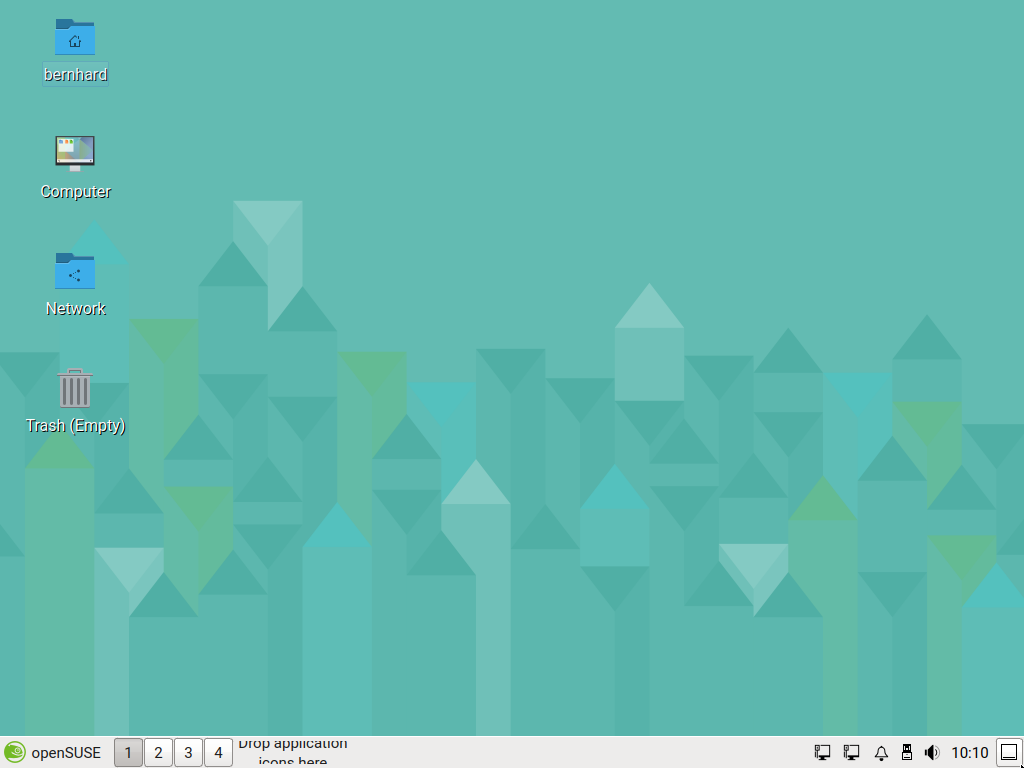 bernhard
Computer
Network
Trash (Empty)
openSUSE
1
2
3
4
Drop application
icons here
10:10